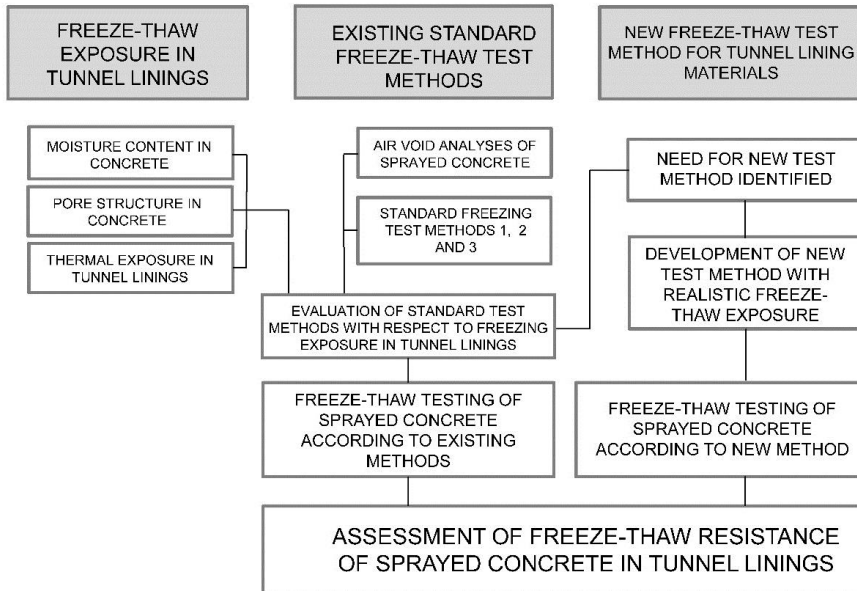 FREEZE-THAW
EXPOSURE IN
TUNNEL LININGS
EXISTING STANDARD
FREEZE-THAW TEST
METHODS
NEW FREEZE-THAW TEST
METHOD FOR TUNNEL LINING
MATERIALS
MOISTURE CONTENT IN
CONCRETE
PORE STRUCTURE IN
CONCRETE
THERMAL EXPOSURE IN
TUNNEL LININGS
AIR VOID ANALYSES OF
SPRAYED CONCRETE
STANDARD FREEZING
TEST METHODS 1, 2
AND 3
EVALUATION OF STANDARD TEST
METHODS WITH RESPECT TO FREEZING
EXPOSURE IN TUNNEL LININGS
FREEZE-THAW TESTING OF
SPRAYED CONCRETE
ACCORDING TO EXISTING
METHODS
NEED FOR NEW TEST
METHOD IDENTIFIED
DEVELOPMENT OF NEW
TEST METHOD WITH
REALISTIC FREEZE-
THAW EXPOSURE
FREEZE-THAW TESTING OF
SPRAYED CONCRETE
ACCORDING TO NEW METHOD
ASSESSMENT OF FREEZE-THAW RESISTANCE
OF SPRAYED CONCRETE IN TUNNEL LININGS